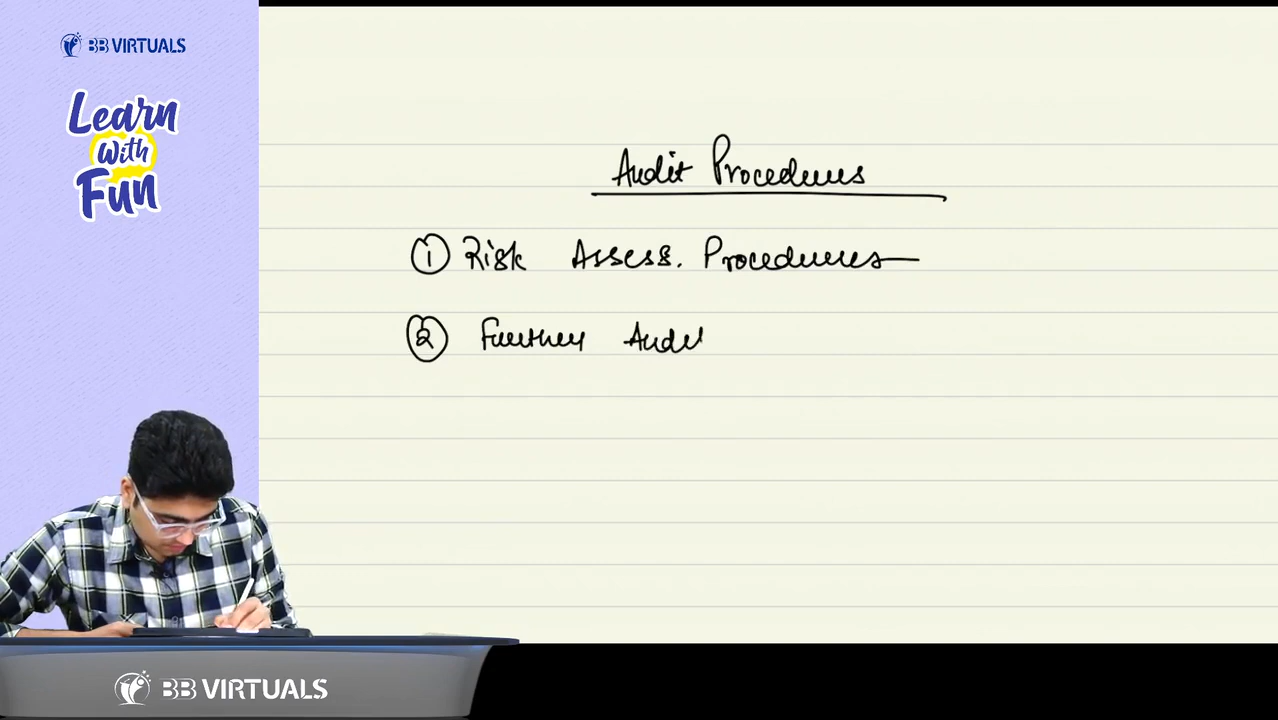 BB VIRTUALS
Learn
With
Fun
Audit Procedures
① Risk Assess. Procedures
② Further Audit
BB VIRTUALS